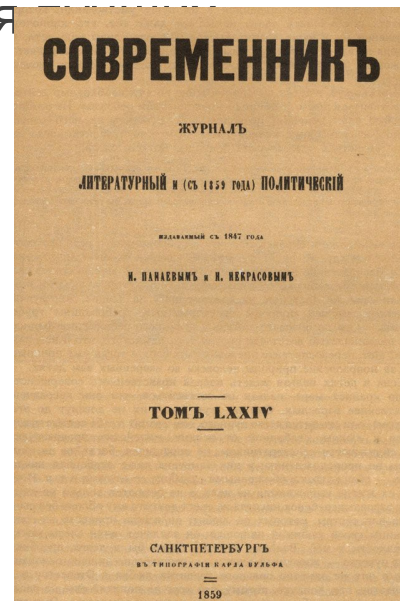 СОВРЕМЕННИКЪ
ЖУРНАЛЪ
ЛИТЕРАТУРНЫЙ и (съ 1859 года) ПОЛИТИЧЕСКІЙ
ИЗДАВАЕМЫЙ СЪ 1847 ГОДА
И. ПАНАЕВЫМЪ и Н. НЕКРАСОВЫМЪ
ТОМЪ LXXIV
САНКТПЕТЕРБУРГЪ
ВЪ ТИПОГРАФІИ КАРЛА ВУЛЬФА
1859